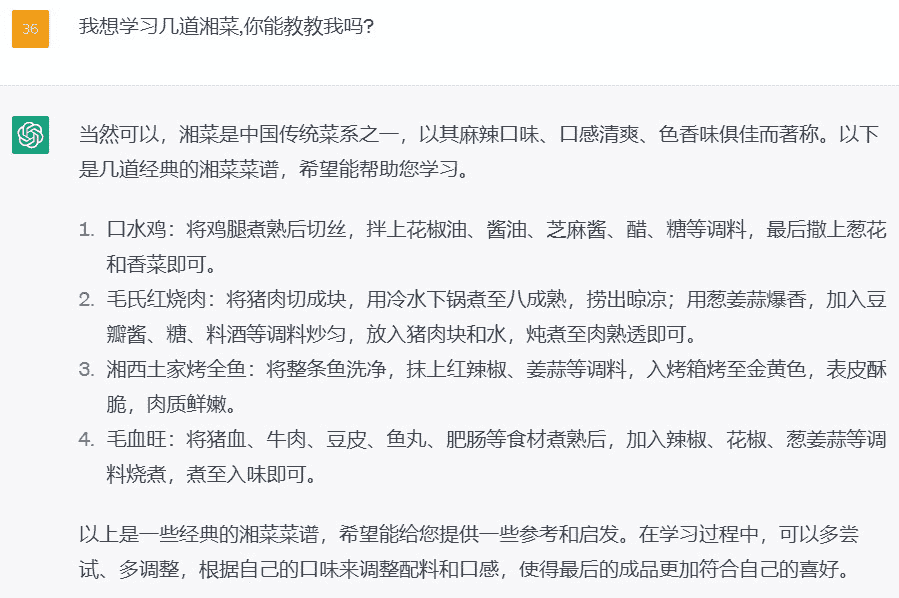 36
我想学习几道湘菜,你能教教我吗?
当然可以，湘菜是中国传统菜系之一，以其麻辣口味、口感清爽、色香味俱佳而著称。以下
是几道经典的湘菜菜谱，希望能帮助您学习。
1. 口水鸡：将鸡腿煮熟后切丝，拌上花椒油、酱油、芝麻酱、醋、糖等调料，最后撒上葱花
和香菜即可。
2. 毛氏红烧肉：将猪肉切成块，用冷水下锅煮至八成熟，捞出晾凉；用葱姜蒜爆香，加入豆
瓣酱、糖、料酒等调料炒匀，放入猪肉块和水，炖煮至肉熟透即可。
3. 湘西土家烤全鱼：将整条鱼洗净，抹上红辣椒、姜蒜等调料，入烤箱烤至金黄色，表皮酥
脆，肉质鲜嫩。
4. 毛血旺：将猪血、牛肉、豆皮、鱼丸、肥肠等食材煮熟后，加入辣椒、花椒、葱姜蒜等调
料烧煮，煮至入味即可。
以上是一些经典的湘菜菜谱，希望能给您提供一些参考和启发。在学习过程中，可以多尝
试、多调整，根据自己的口味来调整配料和口感，使得最后的成品更加符合自己的喜好。